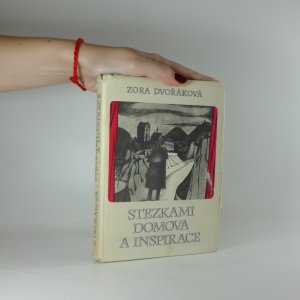 ZORA DVOŘÁKOVÁ
STEZKAMI
DOMOVA
A INSPIRACE